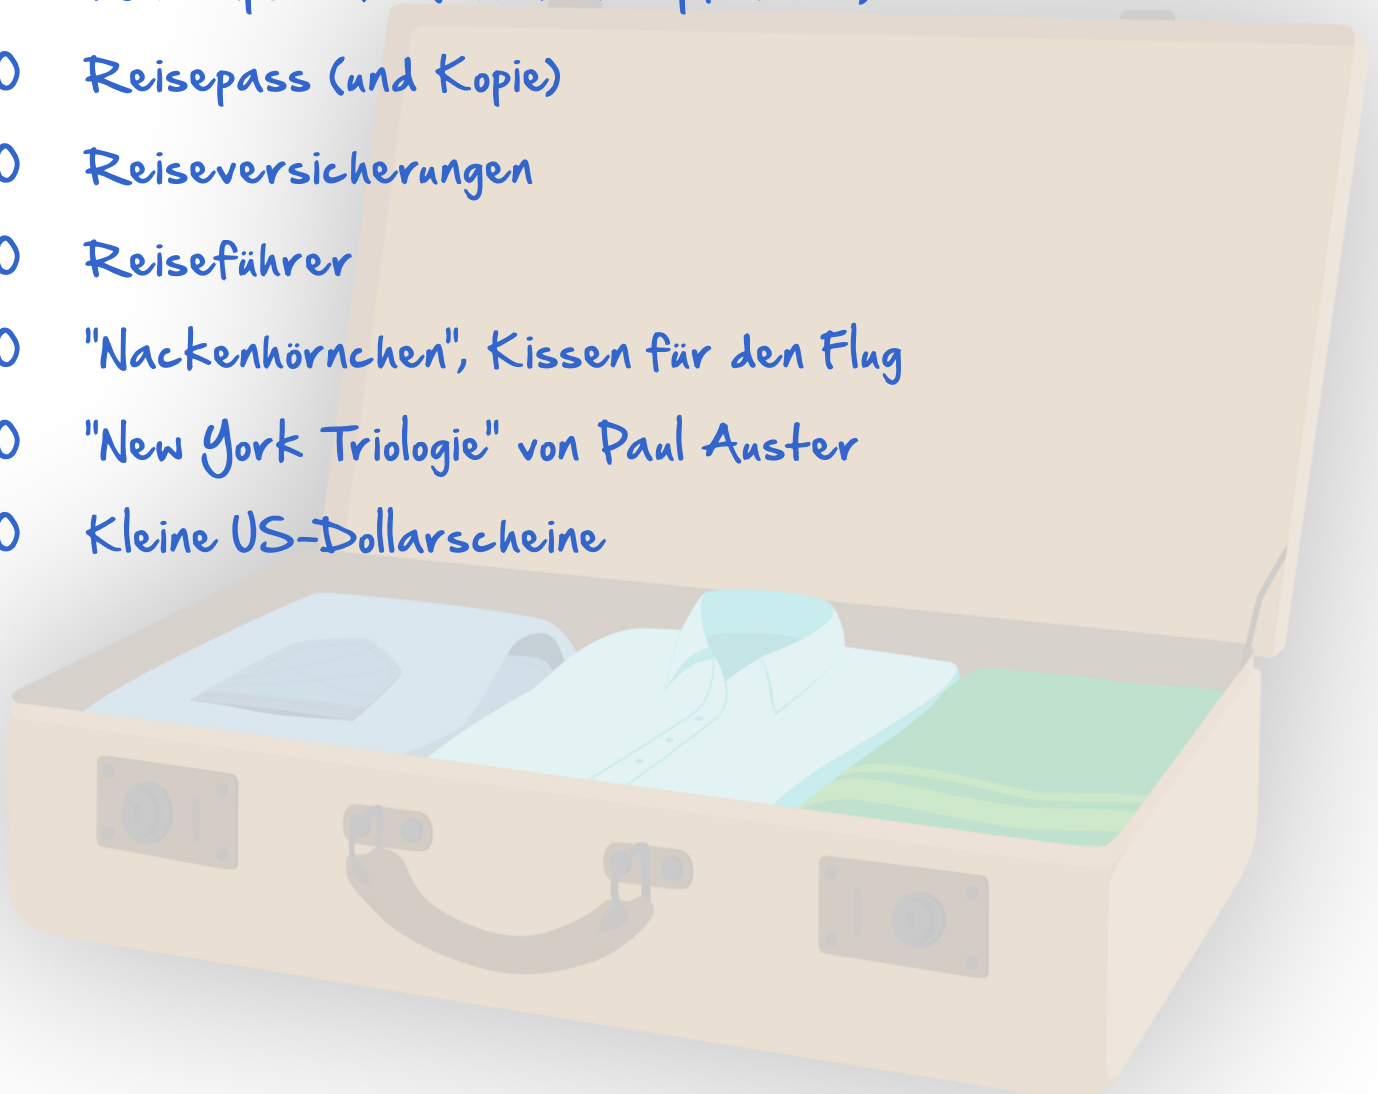 O Reisepass (und Kopie)
O Reiseversicherungen
O Reiseführer
O "Nackenhörnchen", Kissen für den Flug
O "New York Triologie" von Paul Auster
O Kleine US-Dollarscheine